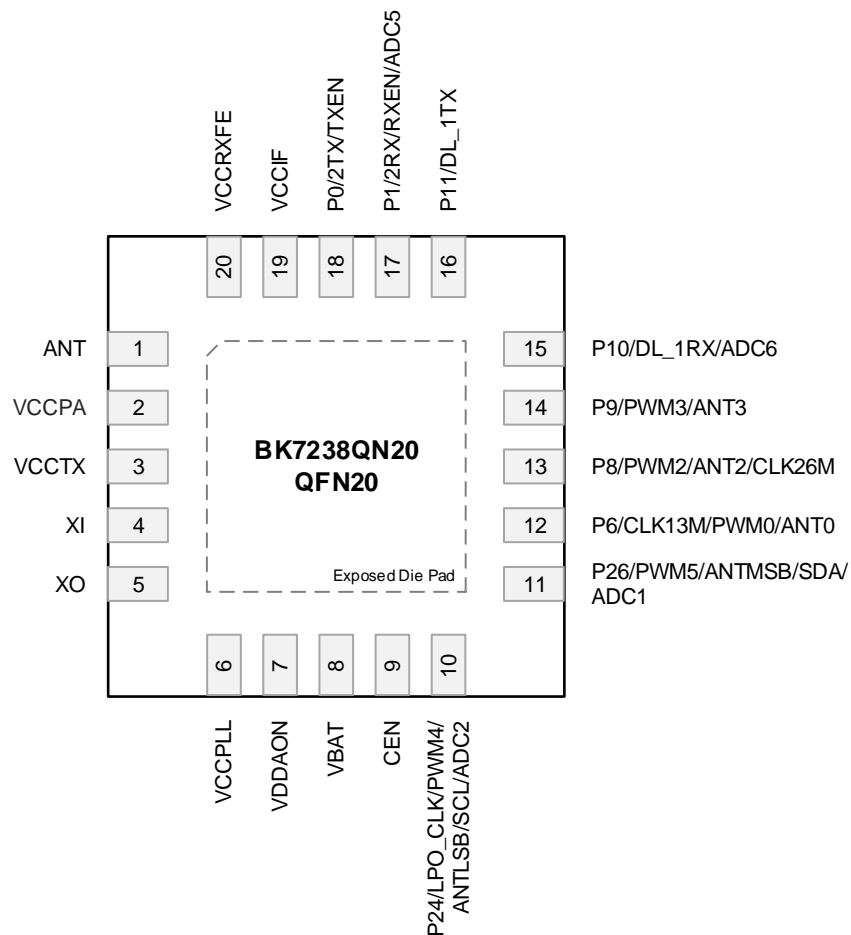 VCCRXFE
VCCIF
P0/2TX/TXEN
P1/2RX/RXEN/ADC5
P11/DL_1TX
20
19
18
17
16
ANT
1
VCCPA
2
VCCTX
3
XI
4
XO
5
BK7238QN20
QFN20
Exposed Die Pad
15
P10/DL_1RX/ADC6
14
P9/PWM3/ANT3
13
P8/PWM2/ANT2/CLK26M
12
P6/CLK13M/PWM0/ANT0
11
P26/PWM5/ANTMSB/SDA/
ADC1
6
7
8
9
10
VCCPLL
VDDAON
VBAT
CEN
P24/LPO_CLK/PWM4/
ANTLSB/SCL/ADC2